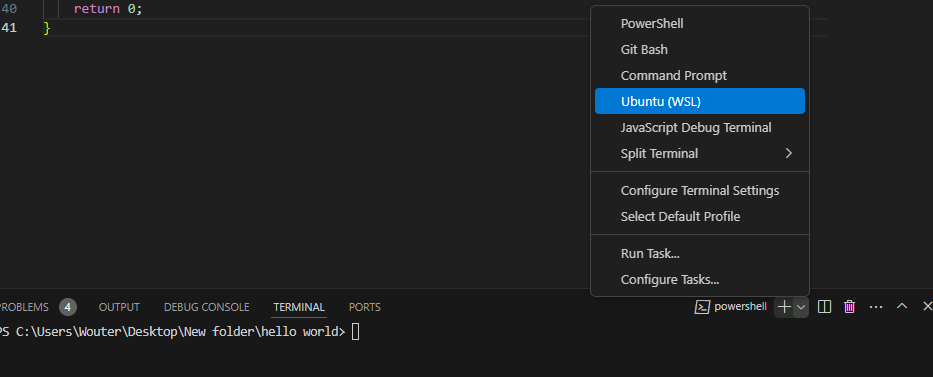 40 return 0;
41 }
PowerShell
Git Bash
Command Prompt
Ubuntu (WSL)
JavaScript Debug Terminal
Split Terminal
Configure Terminal Settings
Select Default Profile
Run Task...
Configure Tasks...
PROBLEMS 4 OUTPUT DEBUG CONSOLE TERMINAL PORTS powershell
PS C:\Users\Wouter\Desktop\New folder\hello world>